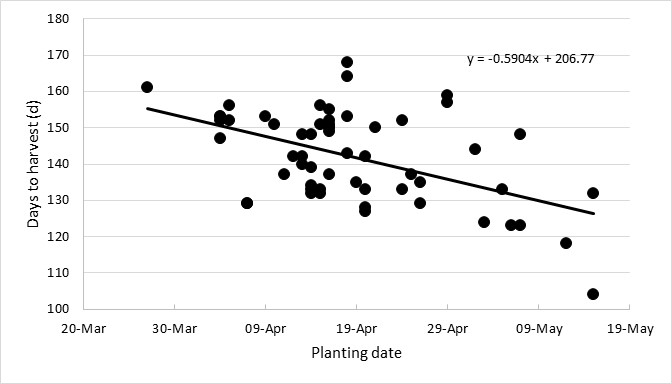 180
y = -0.5904x + 206.77
170
160
150
140
130
120
110
100
Days to harvest (d)
20-Mar 30-Mar 09-Apr 19-Apr 29-Apr 09-May 19-May
Planting date